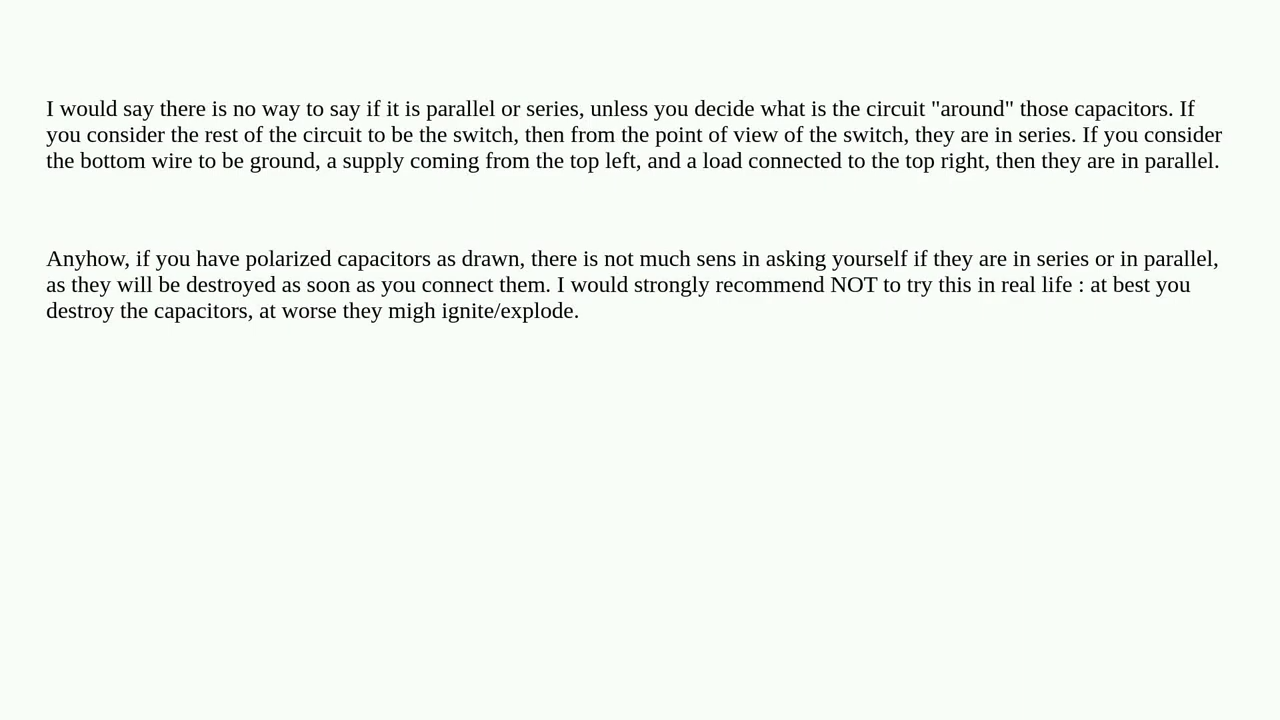 I would say there is no way to say if it is parallel or series, unless you decide what is the circuit "around" those capacitors. If
you consider the rest of the circuit to be the switch, then from the point of view of the switch, they are in series. If you consider
the bottom wire to be ground, a supply coming from the top left, and a load connected to the top right, then they are in parallel.
Anyhow, if you have polarized capacitors as drawn, there is not much sens in asking yourself if they are in series or in parallel,
as they will be destroyed as soon as you connect them. I would strongly recommend NOT to try this in real life : at best you
destroy the capacitors, at worse they migh ignite/explode.